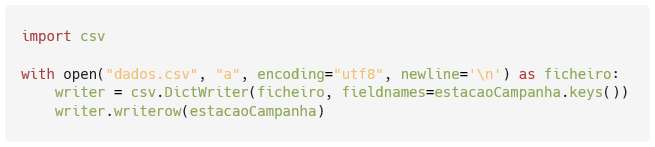 import csv
with open("dados.csv", "a", encoding="utf8", newline='\n') as ficheiro:
    writer = csv.DictWriter(ficheiro, fieldnames=estacaoCampanha.keys())
    writer.writerow(estacaoCampanha)